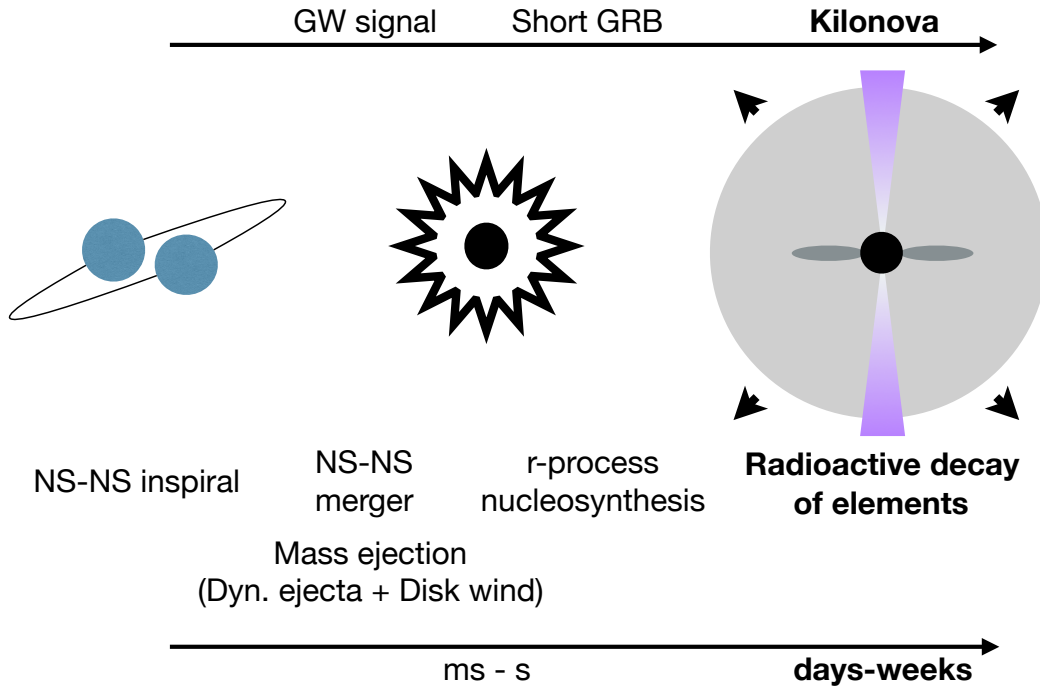 GW signal
Short GRB
Kilonova
NS-NS inspiral
NS-NS
merger
r-process
nucleosynthesis
Radioactive decay
of elements
Mass ejection
(Dyn. ejecta + Disk wind)
ms - s
days-weeks